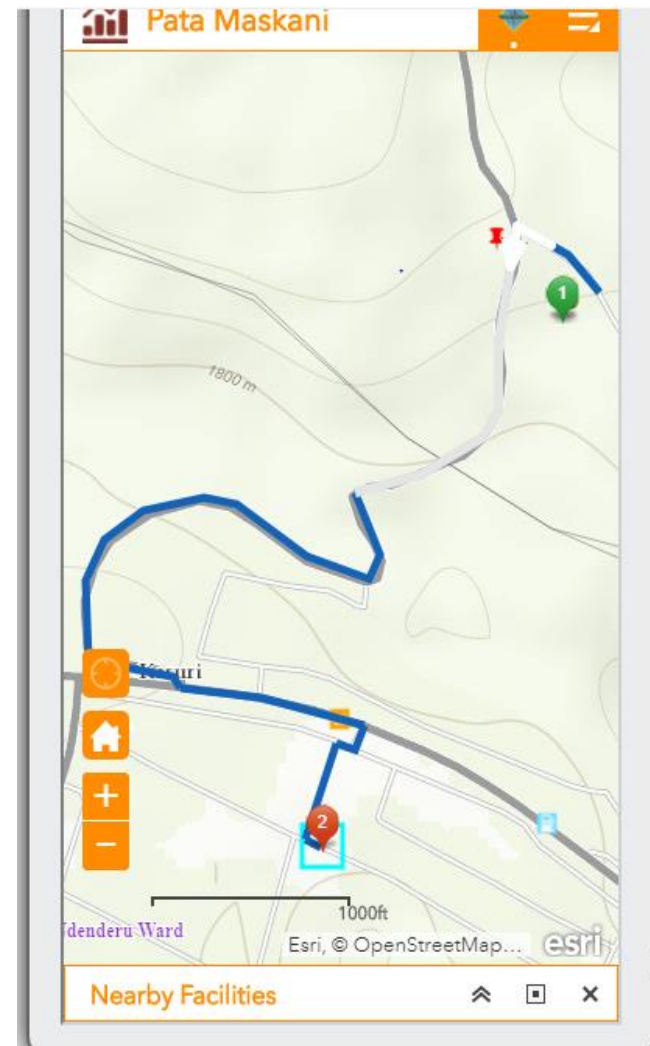 Pata Maskani
1
1800 m
2
+
−
1000ft
Esri, © OpenStreetMap...
esri
Nearby Facilities